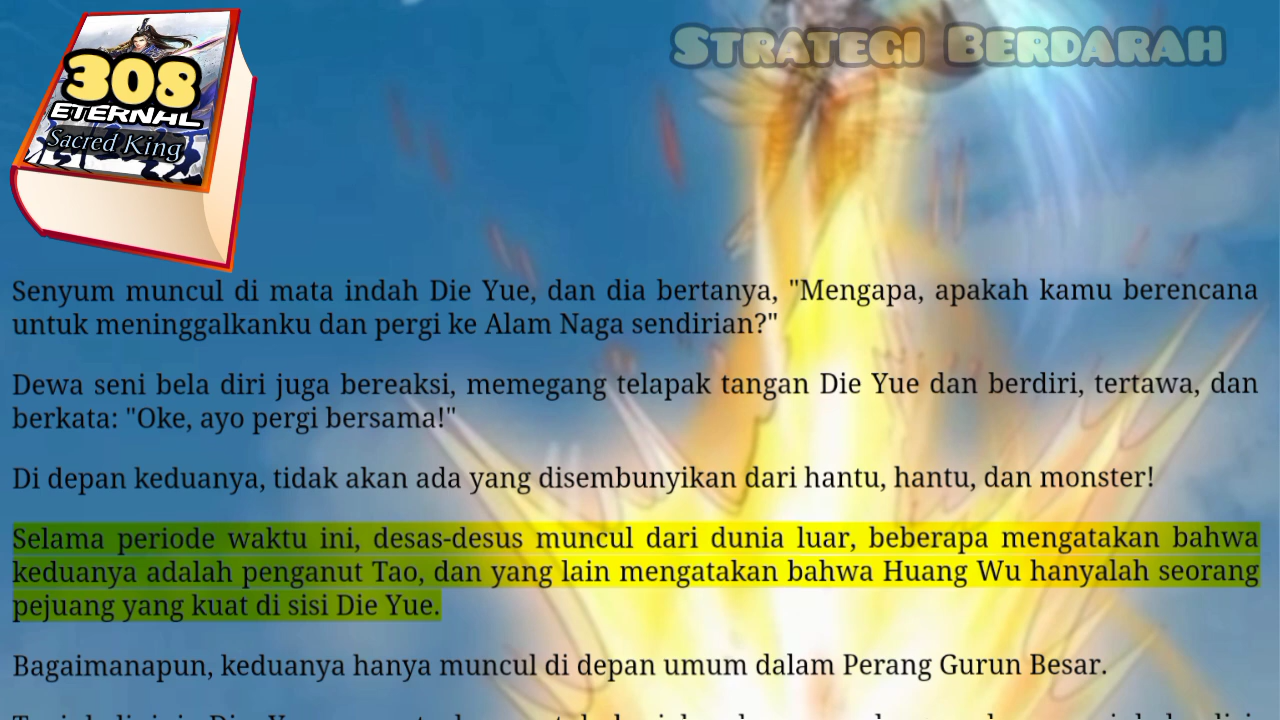 STRATEGI BERDARAH
308
ETERNAL
Sacred King
Senyum muncul di mata indah Die Yue, dan dia bertanya, "Mengapa, apakah kamu berencana
untuk meninggalkanku dan pergi ke Alam Naga sendirian?"
Dewa seni bela diri juga bereaksi, memegang telapak tangan Die Yue dan berdiri, tertawa, dan
berkata: "Oke, ayo pergi bersama!"
Di depan keduanya, tidak akan ada yang disembunyikan dari hantu, hantu, dan monster!
Selama periode waktu ini, desas-desus muncul dari dunia luar, beberapa mengatakan bahwa
keduanya adalah penganut Tao, dan yang lain mengatakan bahwa Huang Wu hanyalah seorang
pejuang yang kuat di sisi Die Yue.
Bagaimanapun, keduanya hanya muncul di depan umum dalam Perang Gurun Besar.